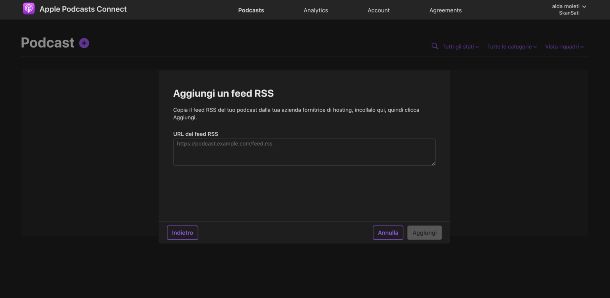 Apple Podcasts Connect
Podcasts
Analytics
Account
Agreements
alda moleti
SkanSati
Podcast
Tutti gli stati
Tutte le categorie
Vista riquadri
Aggiungi un feed RSS
Copia il feed RSS del tuo podcast dalla tua azienda fornitrice di hosting, incollalo qui, quindi clicca
Aggiungi.
URL del feed RSS
https://podcast.example.com/feed.rss
Indietro
Annulla
Aggiungi